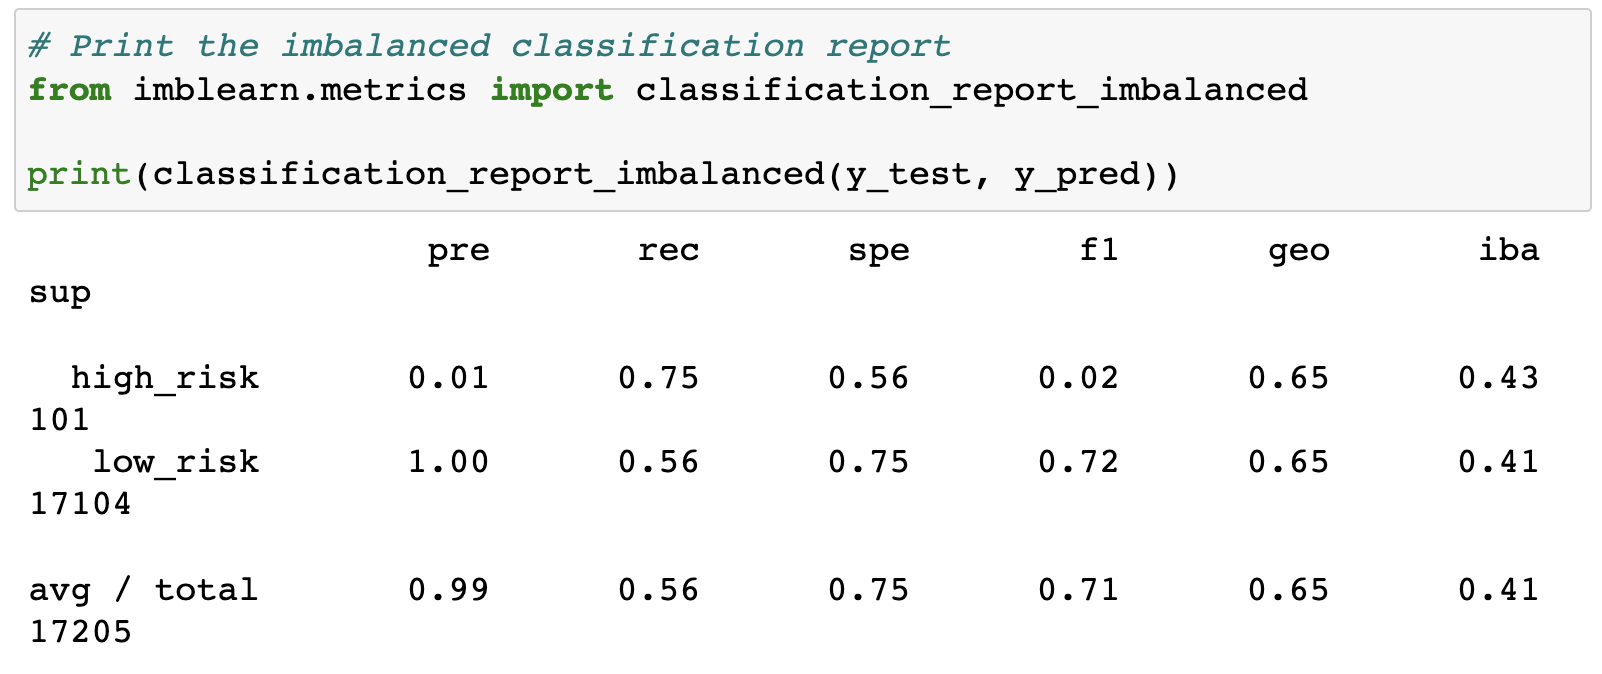 # Print the imbalanced classification report
from imblearn.metrics import classification_report_imbalanced
print(classification_report_imbalanced(y_test, y_pred))
pre rec spe f1 geo iba
sup
high_risk 0.01 0.75 0.56 0.02 0.65 0.43
101
low_risk 1.00 0.56 0.75 0.72 0.65 0.41
17104
avg / total 0.99 0.56 0.75 0.71 0.65 0.41
17205